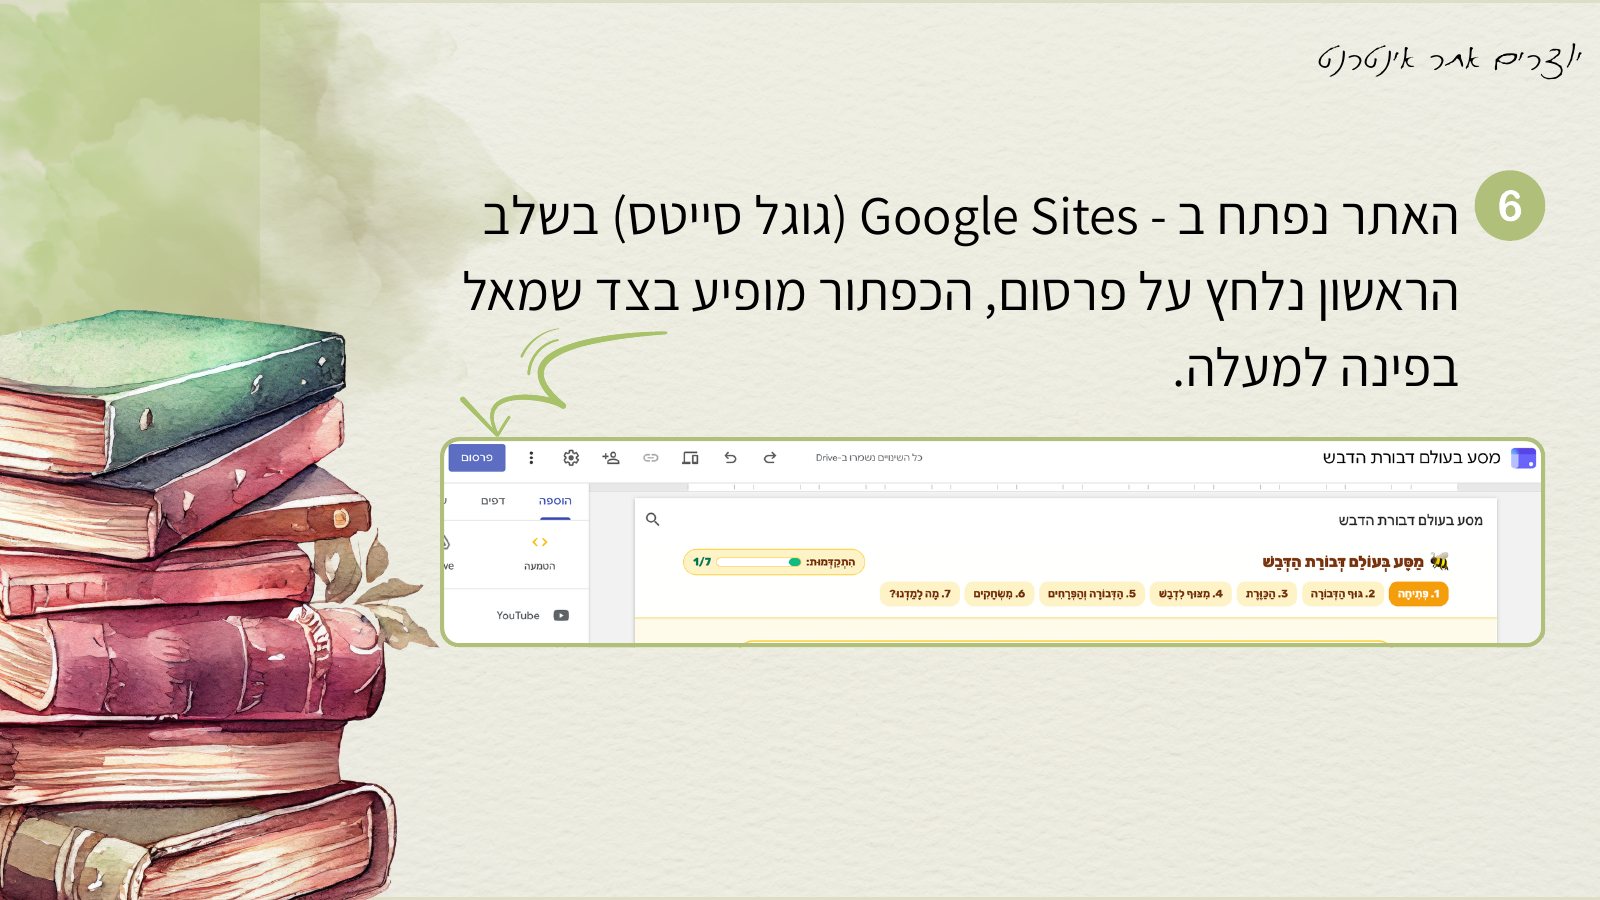 יוצרים אתר אינטרנט
6
האתר נפתח ב - Google Sites (גוגל סייטס) בשלב
הראשון נלחץ על פרסום, הכפתור מופיע בצד שמאל
בפינה למעלה.
מסע בעולם דבורת הדבש
כל השינויים נשמרו ב-Drive
פרסום
הוספה
דפים
הטמעה
ve
YouTube
מסע בעולם דבורת הדבש
מַסָּע בְּעוֹלַם דְּבוֹרַת הַדְּבַשׁ
הִתְקַדְּמוּת: 1/7
1. פְּתִיחָה
2. גּוּף הַדְּבוֹרָה
3. הַכַּוֶּרֶת
4. מִצּוּף לִדְבַשׁ
5. הַדְּבוֹרָה וְהַפְּרָחִים
6. מִשְׂחָקִים
7. מָה לָמַדְנוּ?